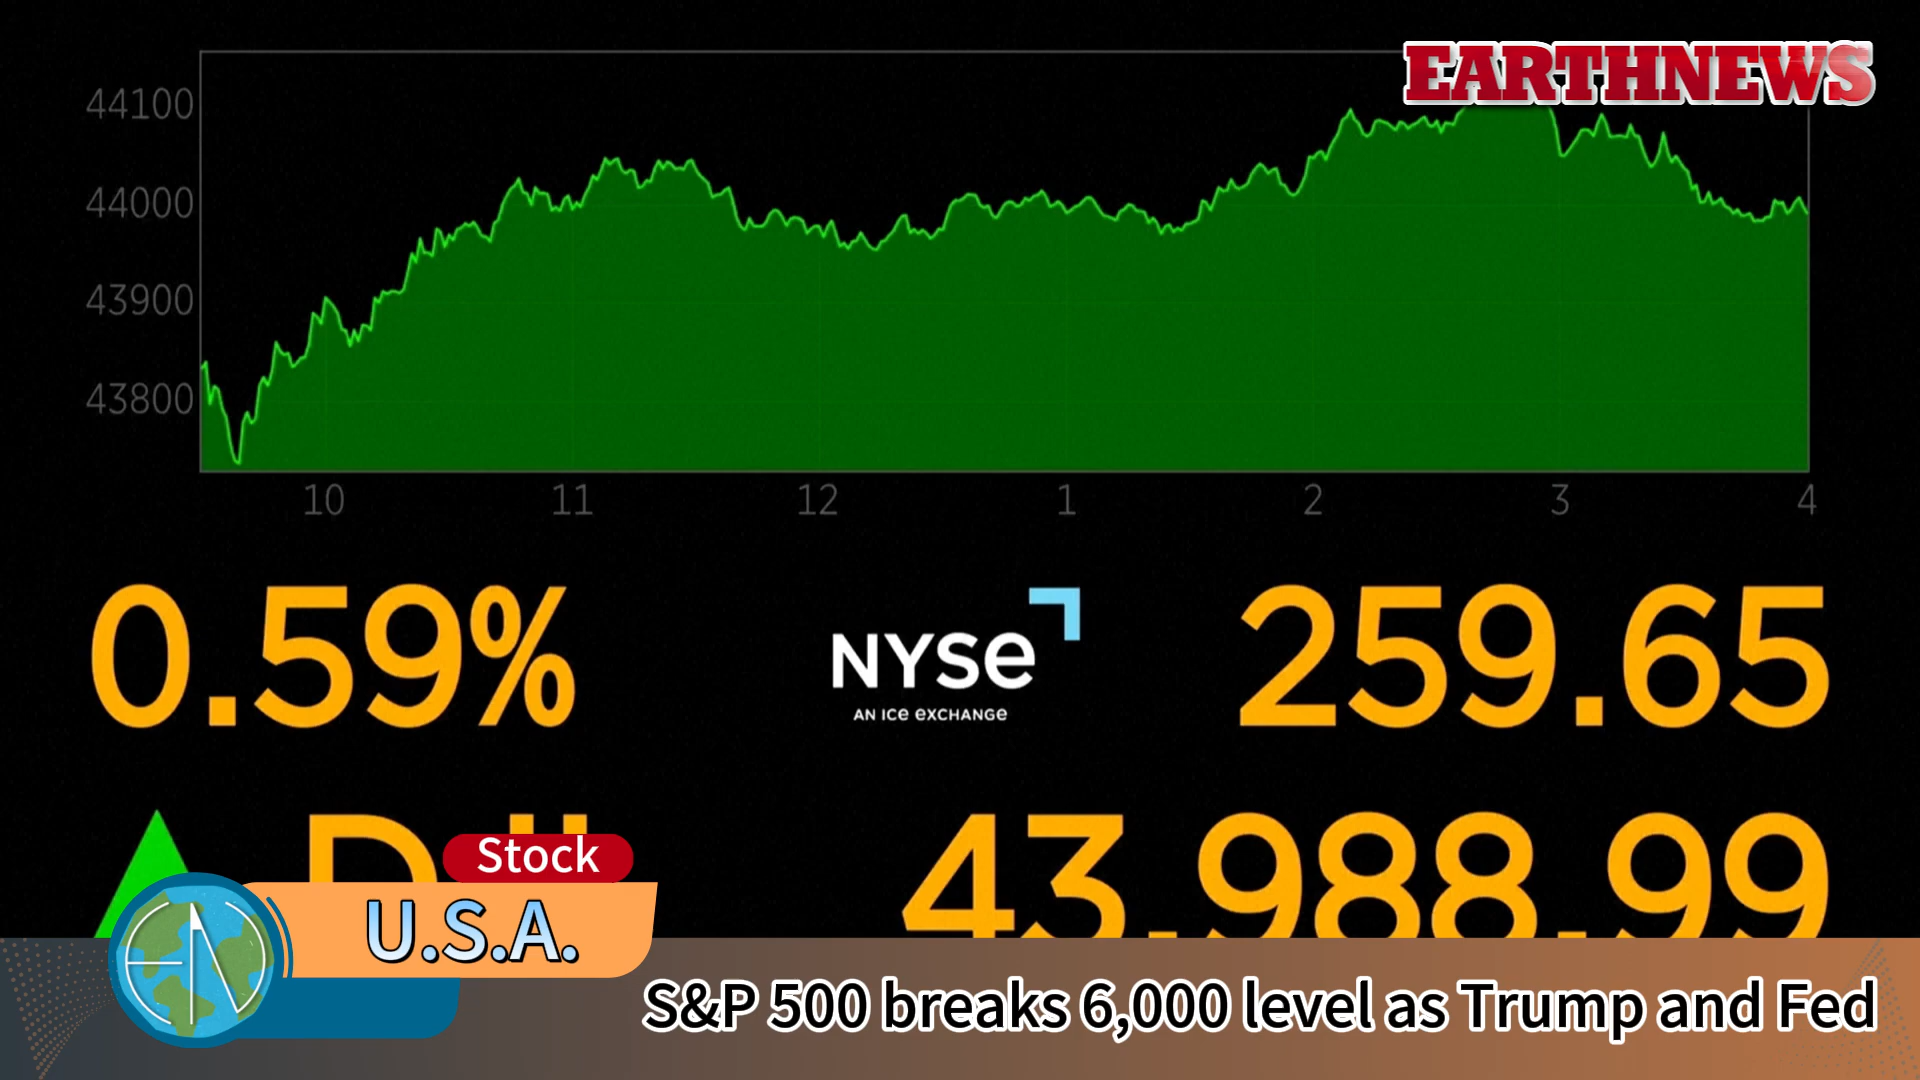 EARTHNEWS
44100
44000
43900
43800
10 11 12 1 2 3 4
0.59%
NYSE
AN ICE EXCHANGE
259.65
43,988.99
Stock
U.S.A.
EN
S&P 500 breaks 6,000 level as Trump and Fed